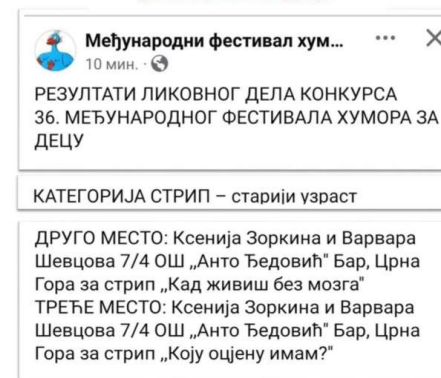 Међународни фестивал хум...
10 мин.
РЕЗУЛТАТИ ЛИКОВНОГ ДЕЛА КОНКУРСА
36. МЕЂУНАРОДНОГ ФЕСТИВАЛА ХУМОРА ЗА
ДЕЦУ
КАТЕГОРИЈА СТРИП – старији узраст
ДРУГО МЕСТО: Ксенија Зоркина и Варвара
Шевцова 7/4 ОШ ,,Анто Ђедовић" Бар, Црна
Гора за стрип ,,Кад живиш без мозга"
ТРЕЋЕ МЕСТО: Ксенија Зоркина и Варвара
Шевцова 7/4 ОШ ,,Анто Ђедовић" Бар, Црна
Гора за стрип ,,Коју оцјену имам?"